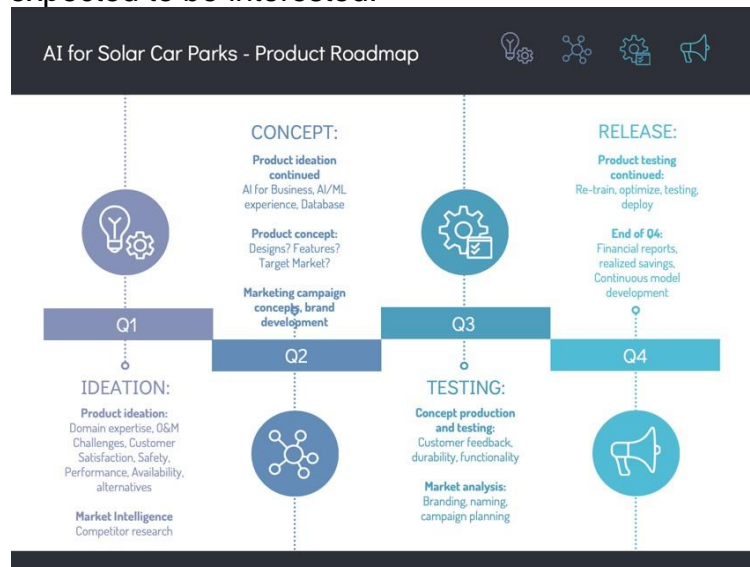 expected to be interested.
AI for Solar Car Parks - Product Roadmap
Q1
IDEATION:
Product ideation:
Domain expertise, O&M
Challenges, Customer
Satisfaction, Safety,
Performance, Availability,
alternatives
Market Intelligence
Competitor research
CONCEPT:
Product ideation
continued
AI for Business, AI/ML
experience, Database
Product concept:
Designs? Features?
Target Market?
Marketing campaign
concepts, brand
development
Q2
Q3
TESTING:
Concept production
and testing:
Customer feedback,
durability, functionality
Market analysis:
Branding, naming,
campaign planning
RELEASE:
Product testing
continued:
Re-train, optimize, testing,
deploy
End of Q4:
Financial reports,
realized savings,
Continuous model
development
Q4